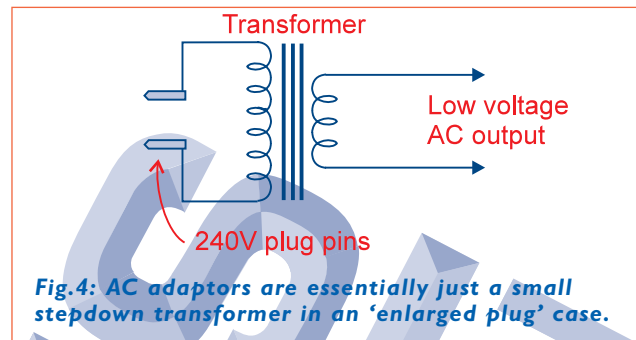 Transformer
Low voltage
AC output
240V plug pins
Fig.4: AC adaptors are essentially just a small
stepdown transformer in an ‘enlarged plug’ case.